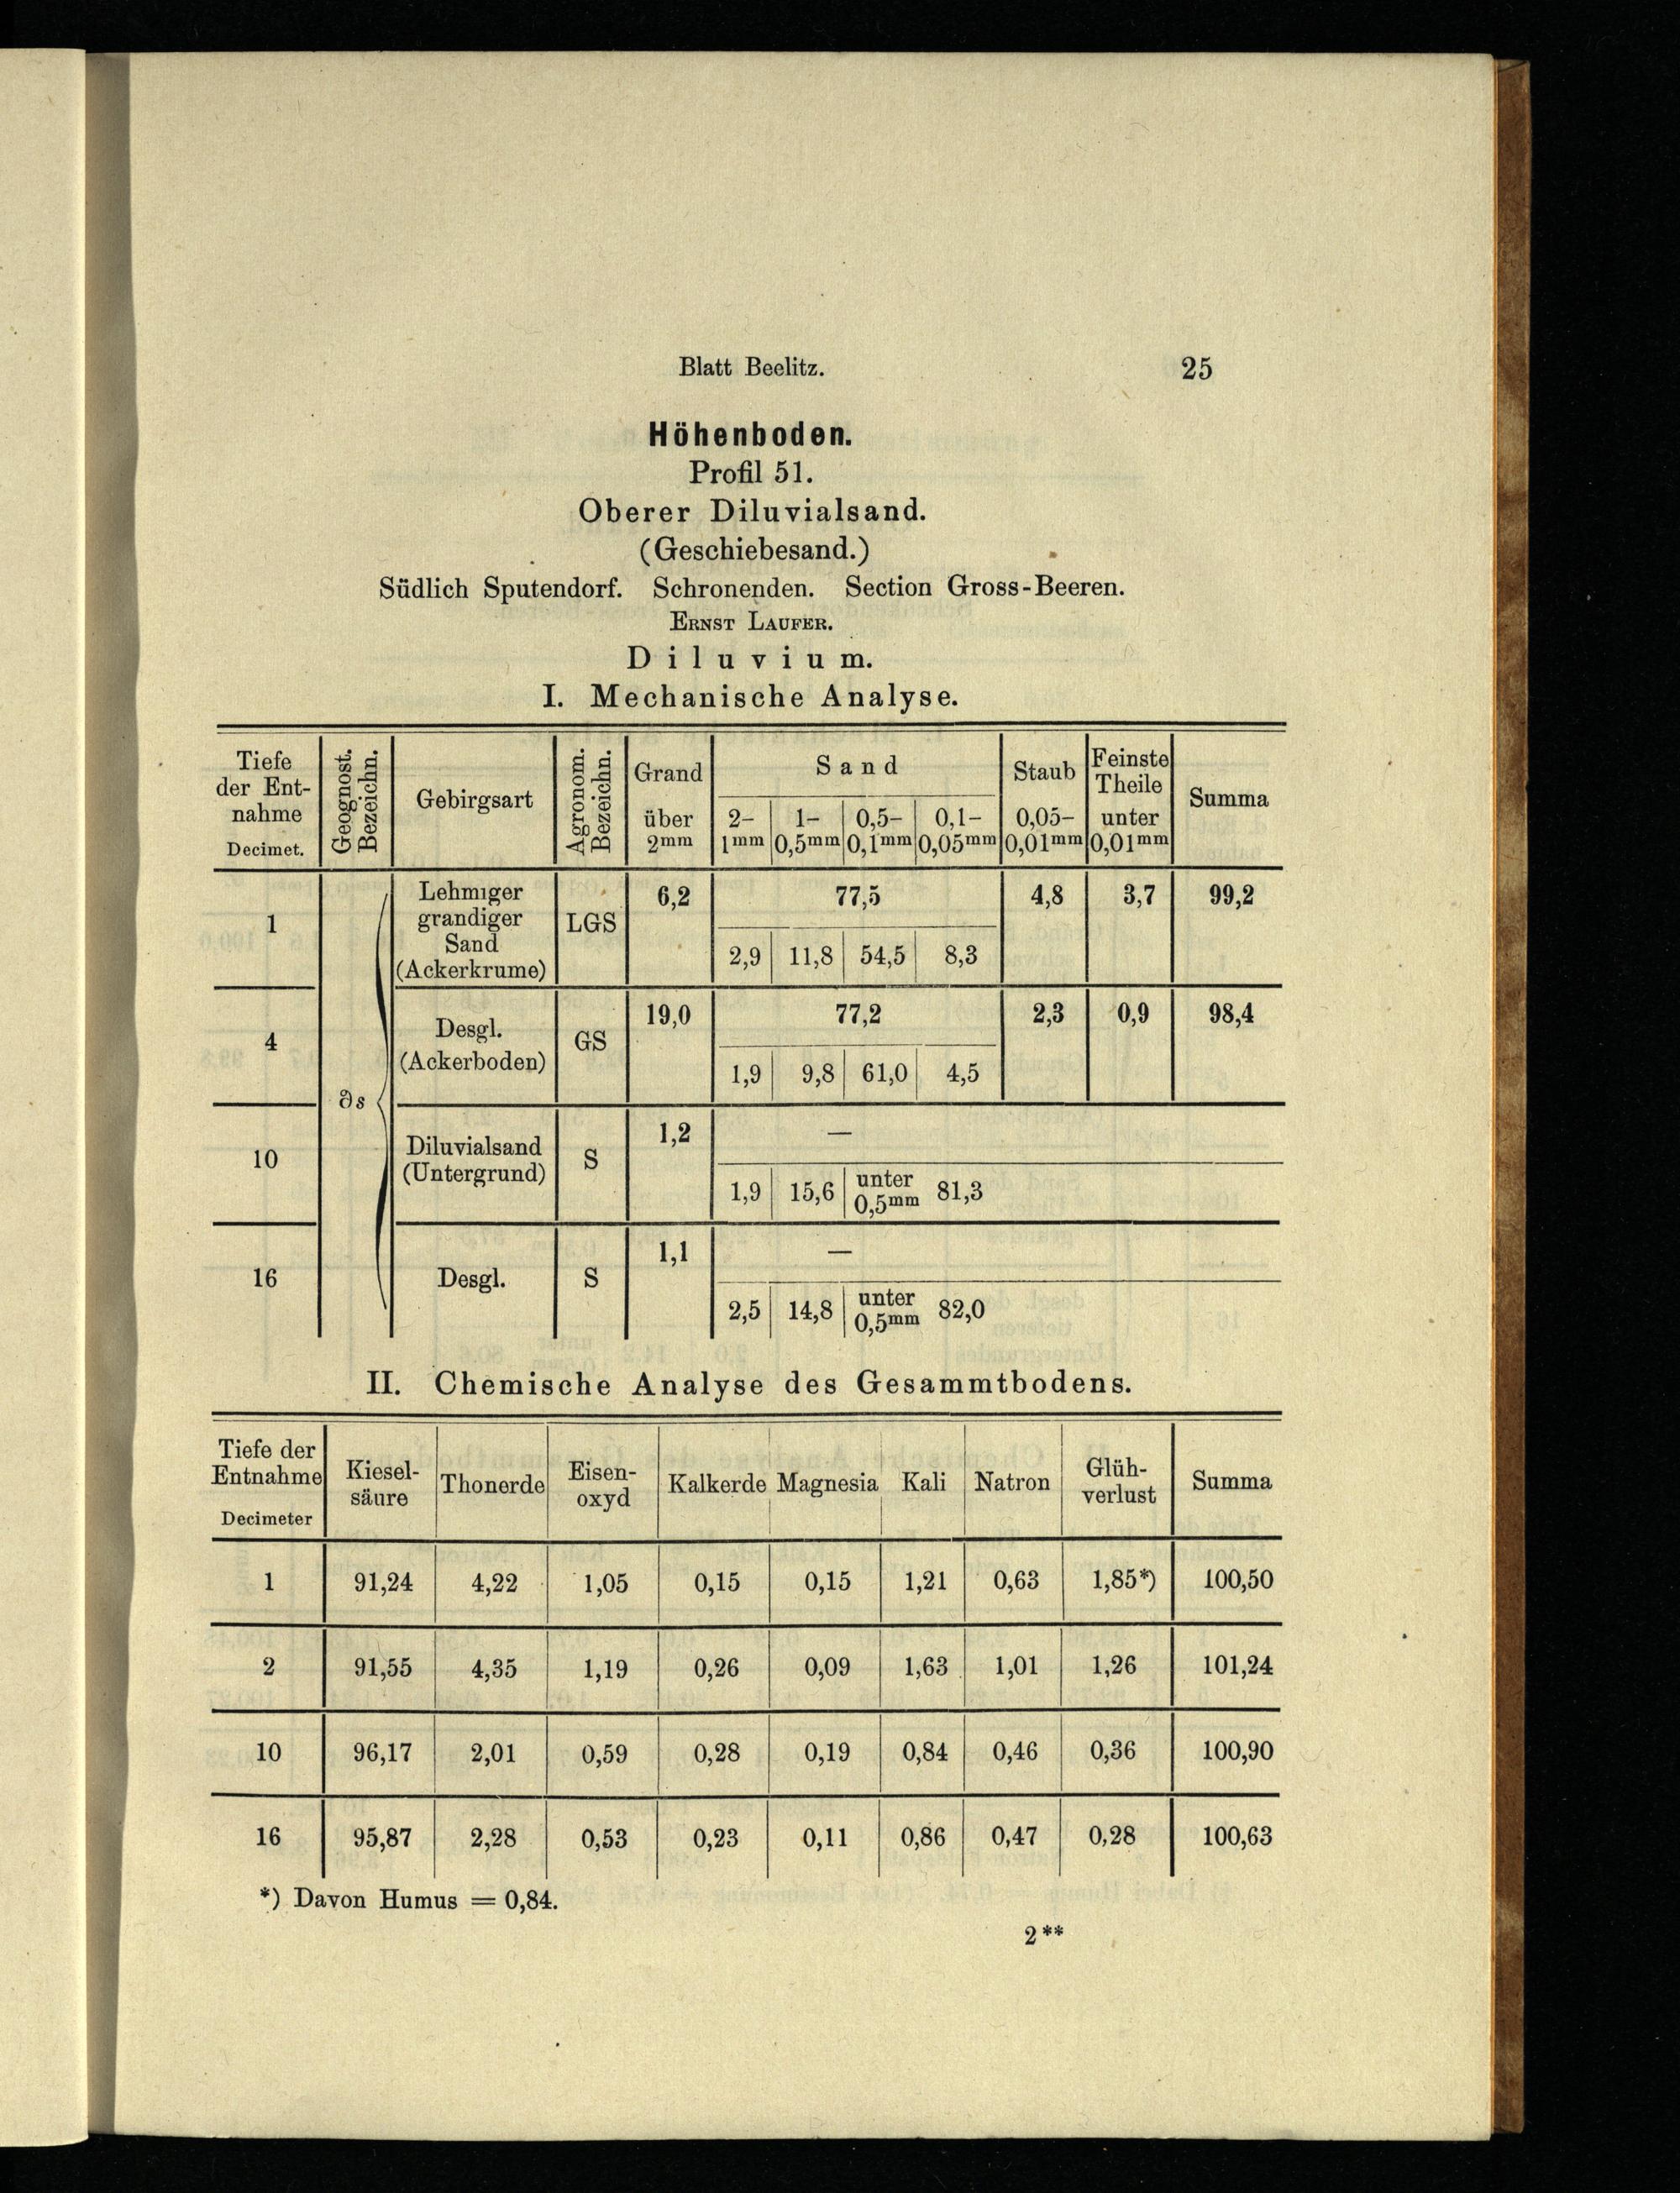 Blatt Beelitz. 25
Höhenboden.
Profil 51.
Oberer Diluvialsand.
(Geschiebesand.)
Südlich Sputendorf. Schronenden. Section Gross-Beeren.
Ernst Laufer.
Diluvium.
I. Mechanische Analyse.
Tiefe der Ent-nahme Decimet. | Geognost. Bezeichn. | Gebirgsart | Agronom. Bezeichn. | Grand über 2mm | Sand 2-1mm | 1-0,5mm | 0,5-0,1mm | 0,1-0,05mm | Staub 0,05-0,01mm | Feinste Theile unter 0,01mm | Summa
1 | ∂s | Lehmiger grandiger Sand (Ackerkrume) | LGS | 6,2 | 77,5 | 4,8 | 3,7 | 99,2
2,9 | 11,8 | 54,5 | 8,3
4 | Desgl. (Ackerboden) | GS | 19,0 | 77,2 | 2,3 | 0,9 | 98,4
1,9 | 9,8 | 61,0 | 4,5
10 | Diluvialsand (Untergrund) | S | 1,2 | —
1,9 | 15,6 | unter 0,5mm 81,3
16 | Desgl. | S | 1,1 | —
2,5 | 14,8 | unter 0,5mm 82,0
II. Chemische Analyse des Gesammtbodens.
Tiefe der Entnahme Decimeter | Kiesel-säure | Thonerde | Eisen-oxyd | Kalkerde | Magnesia | Kali | Natron | Glüh-verlust | Summa
1 | 91,24 | 4,22 | 1,05 | 0,15 | 0,15 | 1,21 | 0,63 | 1,85*) | 100,50
2 | 91,55 | 4,35 | 1,19 | 0,26 | 0,09 | 1,63 | 1,01 | 1,26 | 101,24
10 | 96,17 | 2,01 | 0,59 | 0,28 | 0,19 | 0,84 | 0,46 | 0,36 | 100,90
16 | 95,87 | 2,28 | 0,53 | 0,23 | 0,11 | 0,86 | 0,47 | 0,28 | 100,63
*) Davon Humus = 0,84.
2**